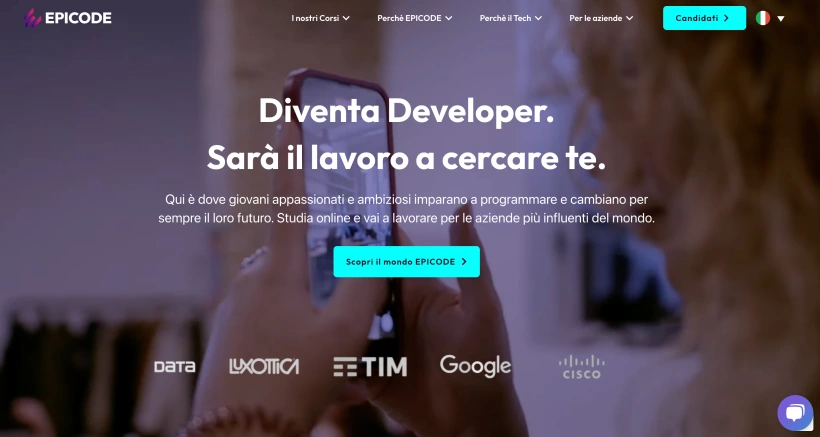 EPICODE
I nostri Corsi
Perchè EPICODE
Perchè il Tech
Per le aziende
Candidati
Diventa Developer.
Sarà il lavoro a cercare te.
Qui è dove giovani appassionati e ambiziosi imparano a programmare e cambiano per
sempre il loro futuro. Studia online e vai a lavorare per le aziende più influenti del mondo.
Scopri il mondo EPICODE
DATA
LUXOTTICA
TIM
Google
CISCO